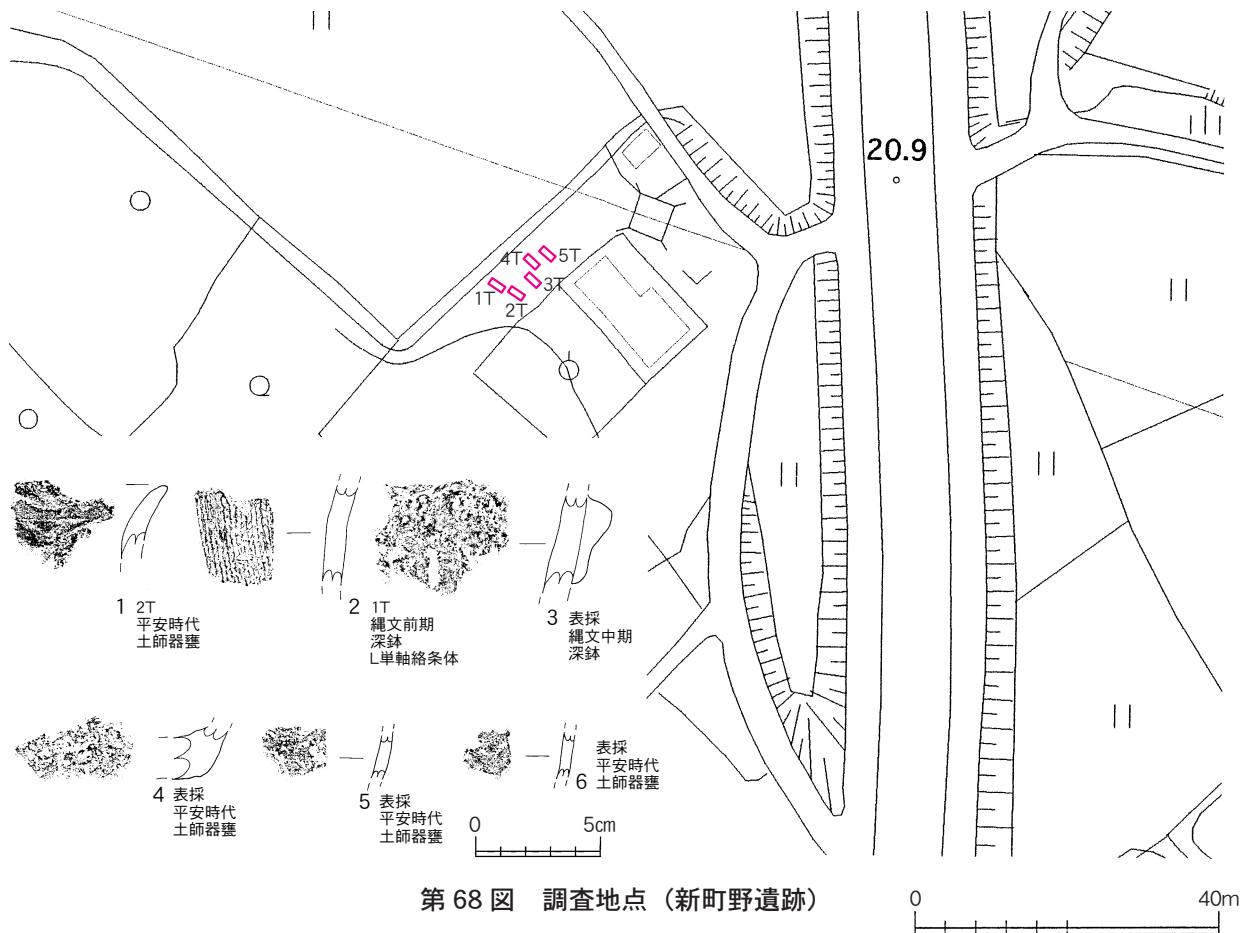 20.9
4T
5T
3T
1T
2T
1 2T
平安時代
土師器甕
2 1T
縄文前期
深鉢
L単軸絡条体
3 表採
縄文中期
深鉢
4 表採
平安時代
土師器甕
5 表採
平安時代
土師器甕
6 表採
平安時代
土師器甕
0 5cm
第 68 図 調査地点（新町野遺跡）
0 40m